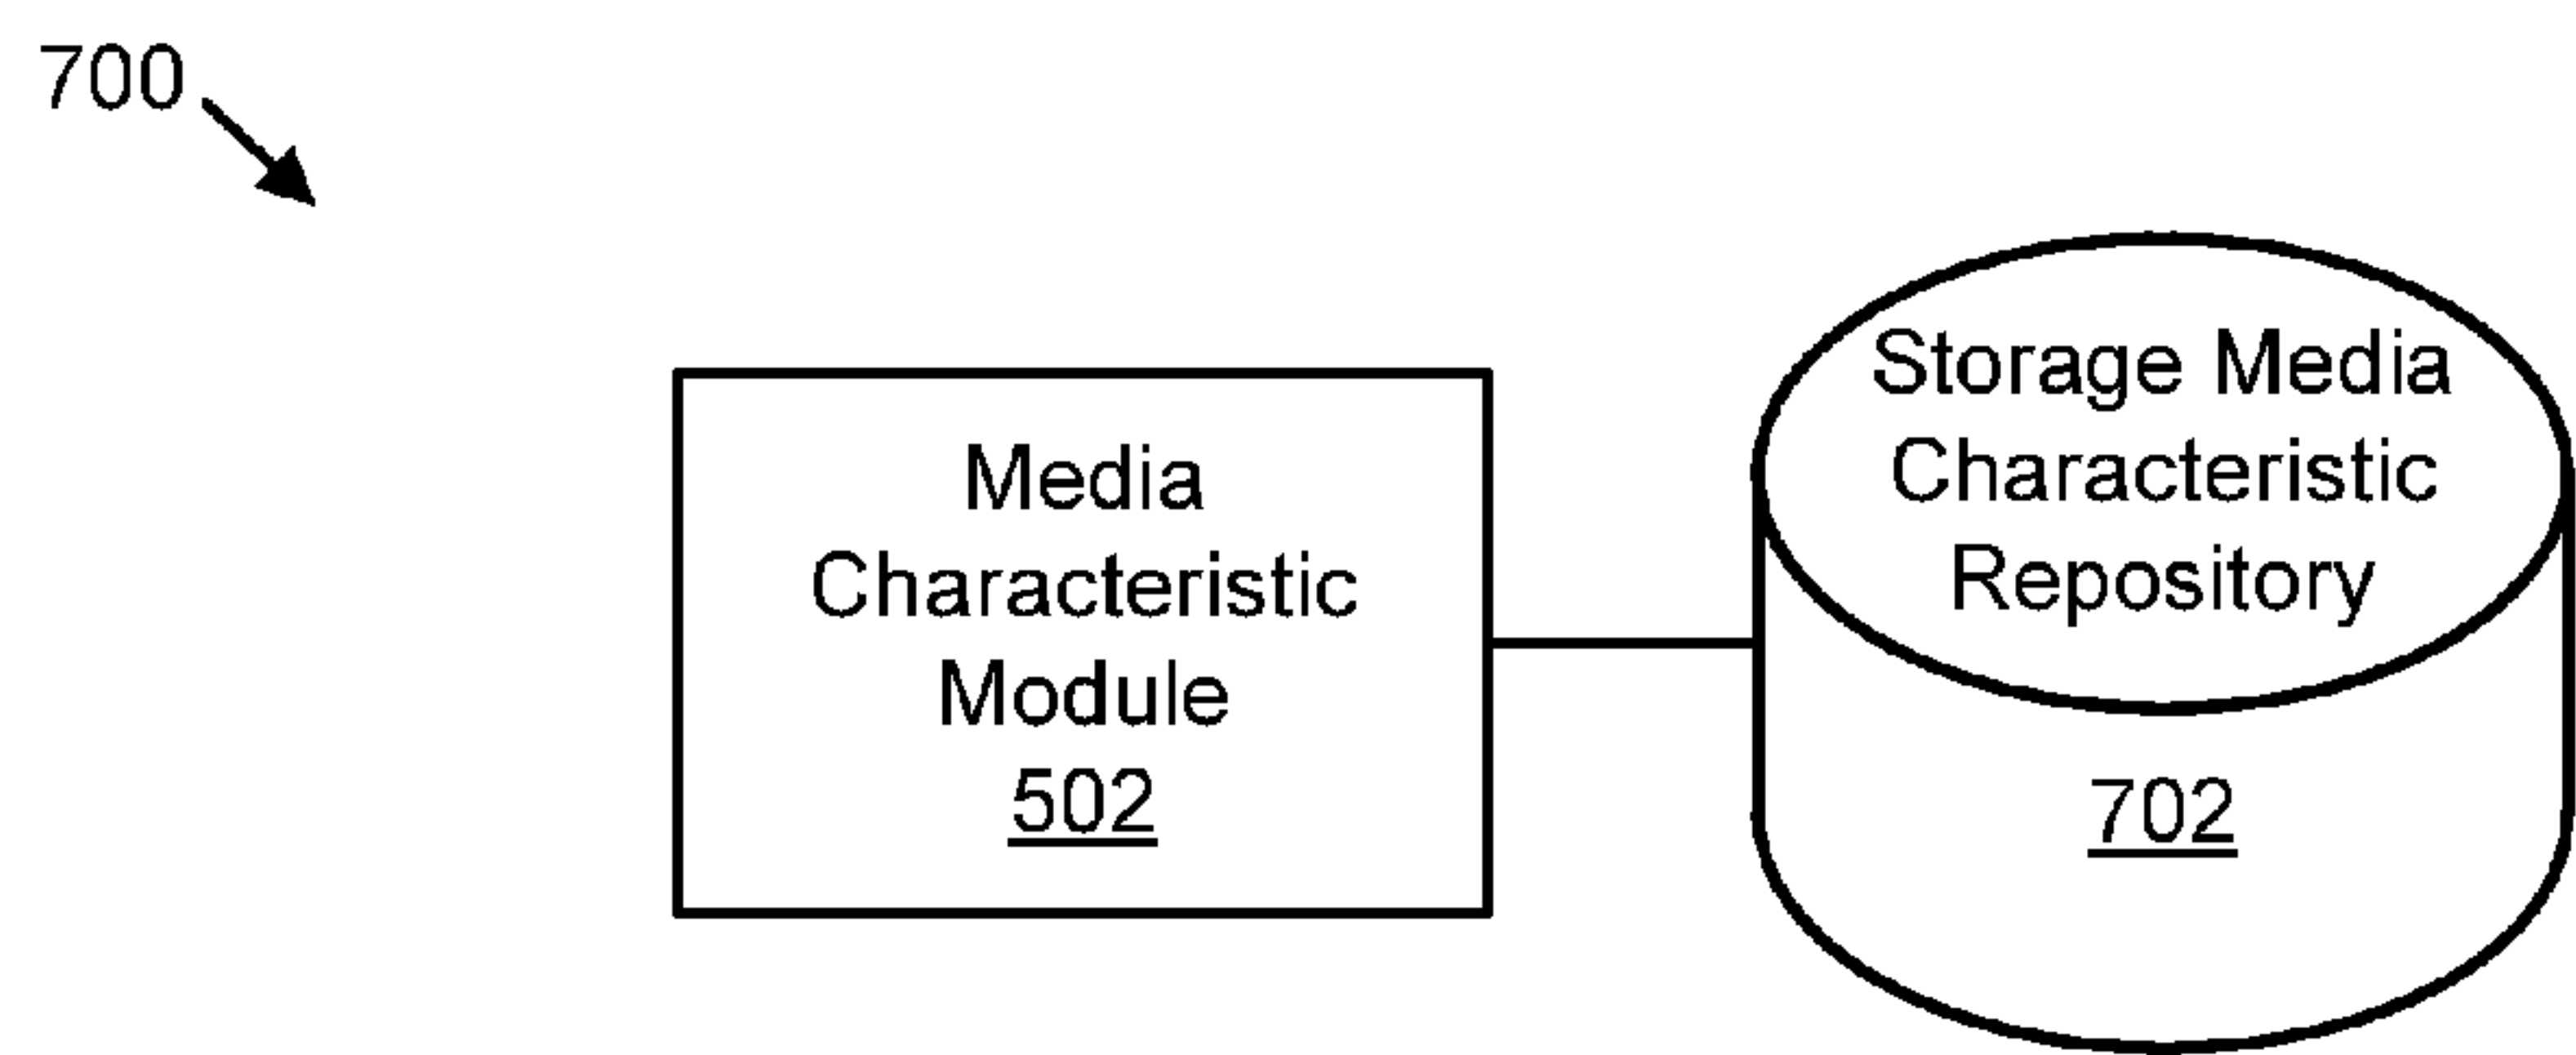 700
Media
Characteristic
Module
502
Storage Media
Characteristic
Repository
702